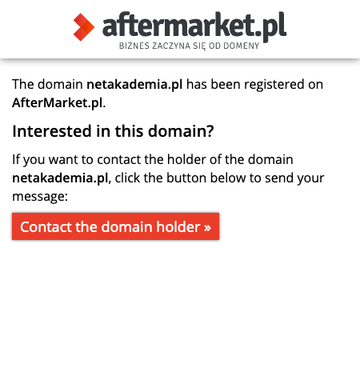 aftermarket.pl
BIZNES ZACZYNA SIĘ OD DOMENY
The domain netakademia.pl has been registered on
AfterMarket.pl.
Interested in this domain?
If you want to contact the holder of the domain
netakademia.pl, click the button below to send your
message:
Contact the domain holder »